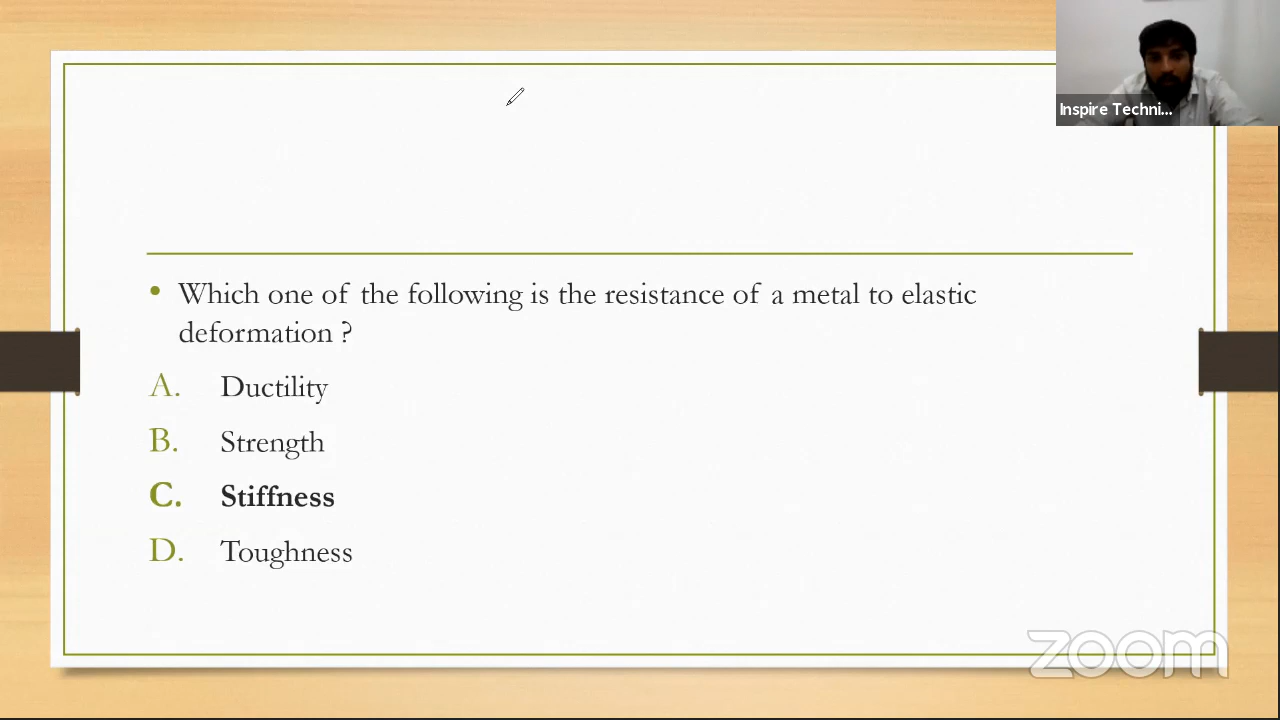 Inspire Techni...
• Which one of the following is the resistance of a metal to elastic
deformation ?
A. Ductility
B. Strength
C. Stiffness
D. Toughness
zoom